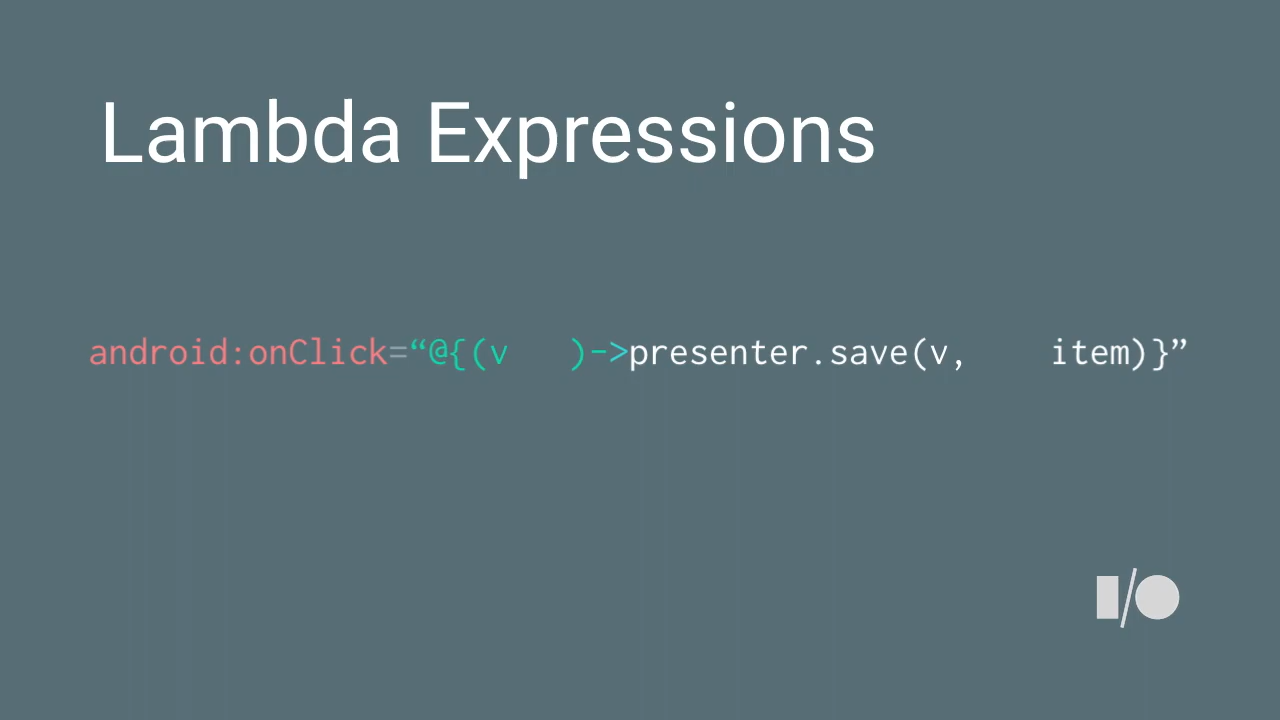 Lambda Expressions
android:onClick=“@{(v   )->presenter.save(v,    item)}”
I/O